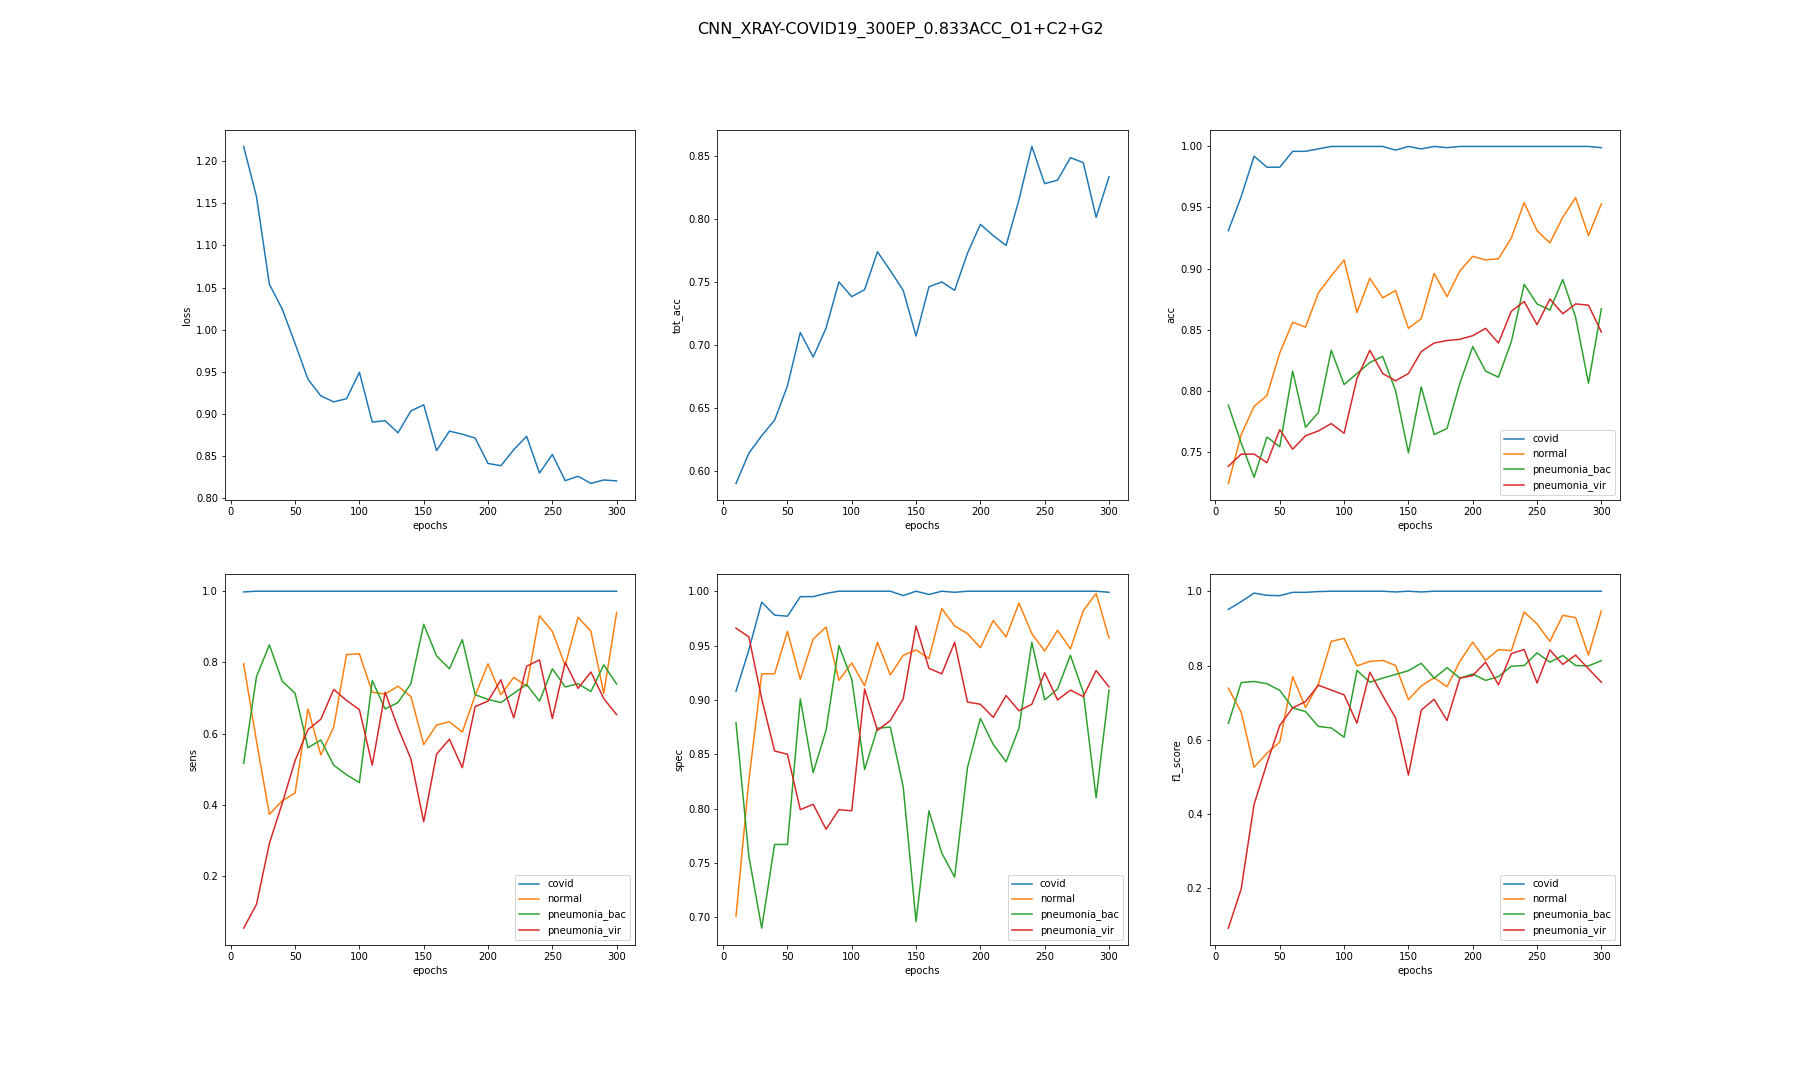 CNN_XRAY-COVID19_300EP_0.833ACC_O1+C2+G2
1.20
1.15
1.10
1.05
1.00
0.95
0.90
0.85
0.80
loss
0 50 100 150 200 250 300
epochs
0.85
0.80
0.75
0.70
0.65
0.60
tot_acc
0 50 100 150 200 250 300
epochs
1.00
0.95
0.90
0.85
0.80
0.75
acc
covid
normal
pneumonia_bac
pneumonia_vir
0 50 100 150 200 250 300
epochs
1.0
0.8
0.6
0.4
0.2
sens
covid
normal
pneumonia_bac
pneumonia_vir
0 50 100 150 200 250 300
epochs
1.00
0.95
0.90
0.85
0.80
0.75
0.70
spec
covid
normal
pneumonia_bac
pneumonia_vir
0 50 100 150 200 250 300
epochs
1.0
0.8
0.6
0.4
0.2
f1_score
covid
normal
pneumonia_bac
pneumonia_vir
0 50 100 150 200 250 300
epochs